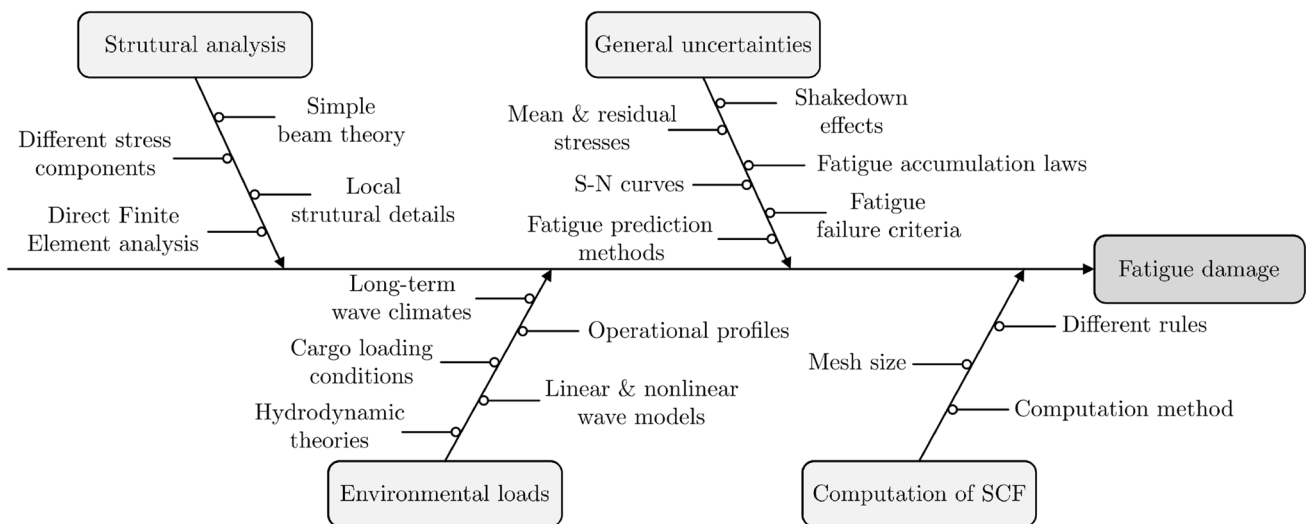 Strutural analysis
General uncertainties
Simple
beam theory
Different stress
components
Local
strutural details
Direct Finite
Element analysis
Shakedown
effects
Mean & residual
stresses
Fatigue accumulation laws
S-N curves
Fatigue
failure criteria
Fatigue prediction
methods
Fatigue damage
Long-term
wave climates
Operational profiles
Cargo loading
conditions
Linear & nonlinear
wave models
Hydrodynamic
theories
Different rules
Mesh size
Computation method
Environmental loads
Computation of SCF